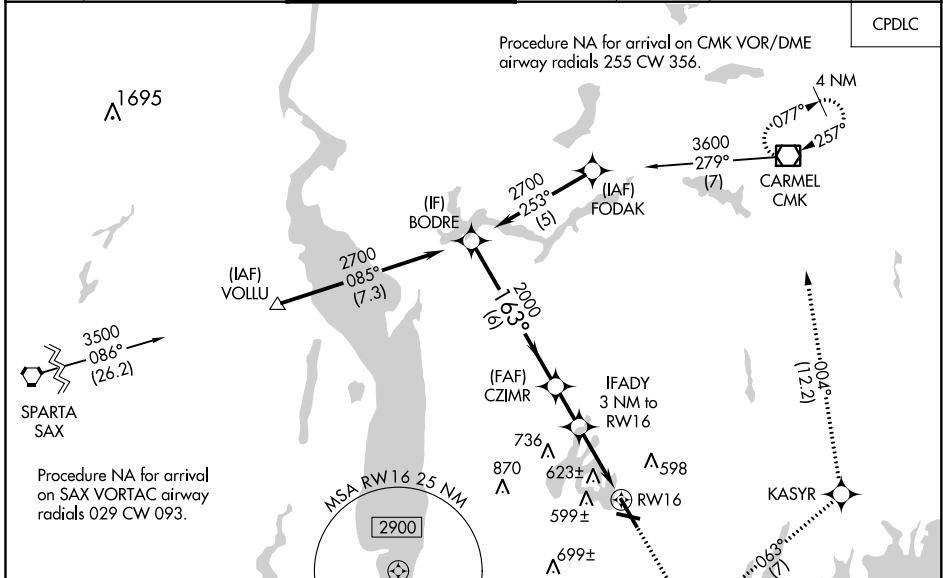 CPDLC
Procedure NA for arrival on CMK VOR/DME
airway radials 255 CW 356.
1695
4 NM
077°
257°
3600
279°
(7)
CARMEL
CMK
2700
253°
(5)
(IAF)
FODAK
(IF)
BODRE
2700
085°
(7.3)
(IAF)
VOLLU
2000
163°
(6)
3500
086°
(26.2)
SPARTA
SAX
(FAF)
CZIMR
IFADY
3 NM to
RW16
004°
(12.2)
736
870
623±
598
599±
RW16
KASYR
Procedure NA for arrival
on SAX VORTAC airway
radials 029 CW 093.
MSA RW16 25 NM
2900
699±
063°
(7)